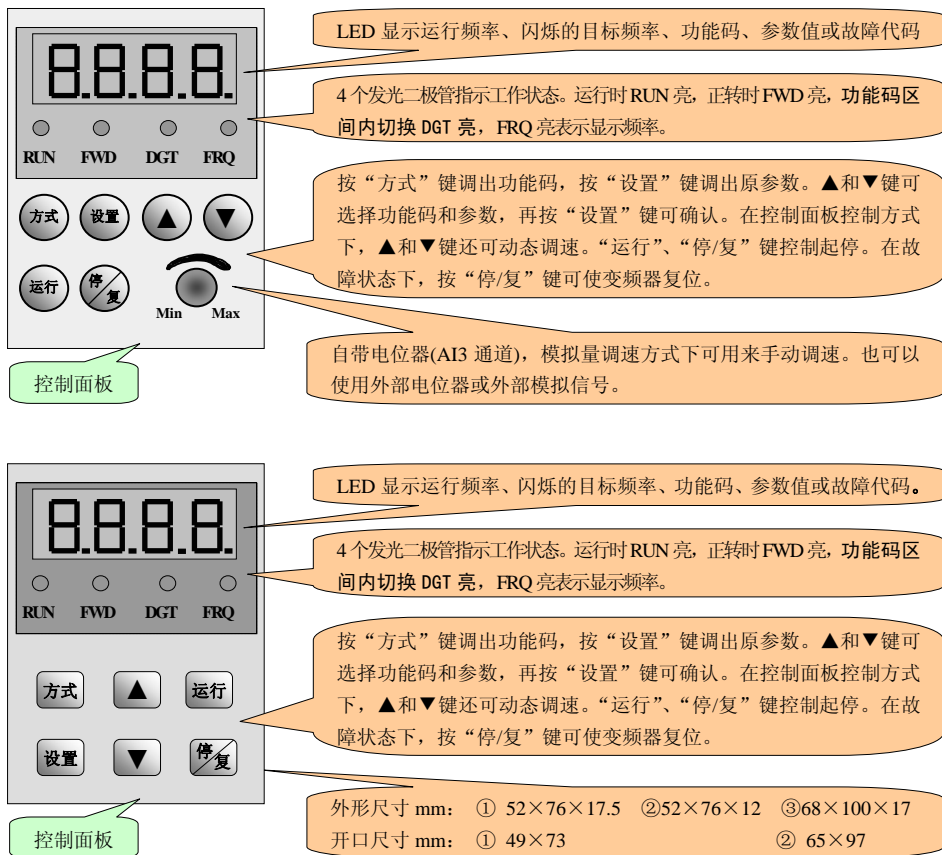 8.8.8.8.
RUN FWD DGT FRQ
方式 设置 ▲ ▼
运行 停/复
Min Max
控制面板
LED 显示运行频率、闪烁的目标频率、功能码、参数值或故障代码
4 个发光二极管指示工作状态。运行时 RUN 亮,正转时 FWD 亮,功能码区
间内切换 DGT 亮,FRQ 亮表示显示频率。
按“方式”键调出功能码,按“设置”键调出原参数。▲和▼键可
选择功能码和参数,再按“设置”键可确认。在控制面板控制方式
下,▲和▼键还可动态调速。“运行”、“停/复”键控制起停。在故
障状态下,按“停/复”键可使变频器复位。
自带电位器(AI3 通道),模拟量调速方式下可用来手动调速。也可以
使用外部电位器或外部模拟信号。
8.8.8.8.
RUN FWD DGT FRQ
方式 ▲ 运行
设置 ▼ 停/复
控制面板
LED 显示运行频率、闪烁的目标频率、功能码、参数值或故障代码。
4 个发光二极管指示工作状态。运行时 RUN 亮,正转时 FWD 亮,功能码区
间内切换 DGT 亮,FRQ 亮表示显示频率。
按“方式”键调出功能码,按“设置”键调出原参数。▲和▼键可
选择功能码和参数,再按“设置”键可确认。在控制面板控制方式
下,▲和▼键还可动态调速。“运行”、“停/复”键控制起停。在故
障状态下,按“停/复”键可使变频器复位。
外形尺寸 mm: ① 52×76×17.5 ②52×76×12 ③68×100×17
开口尺寸 mm: ① 49×73 ② 65×97